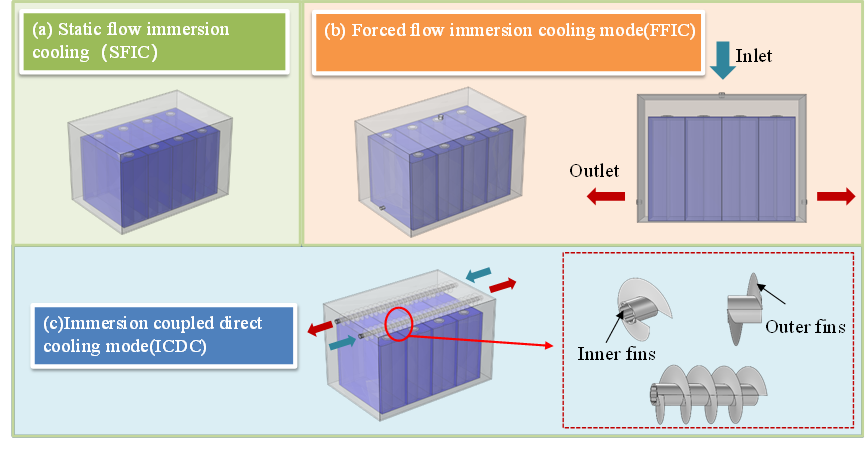 (a) Static flow immersion
cooling （SFIC）
(b) Forced flow immersion cooling mode(FFIC)
Inlet
Outlet
(c)Immersion coupled direct
cooling mode(ICDC)
Inner fins
Outer fins